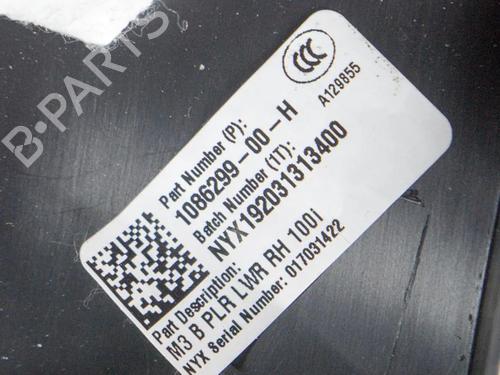 CCC
A129855
Part Number (P):
1086299-00-H
Batch Number (1T):
NYX192031313400
Part Description:
M3 B PLR LWR RH 100i
NYX Serial Number: 017031422
B-PARTS